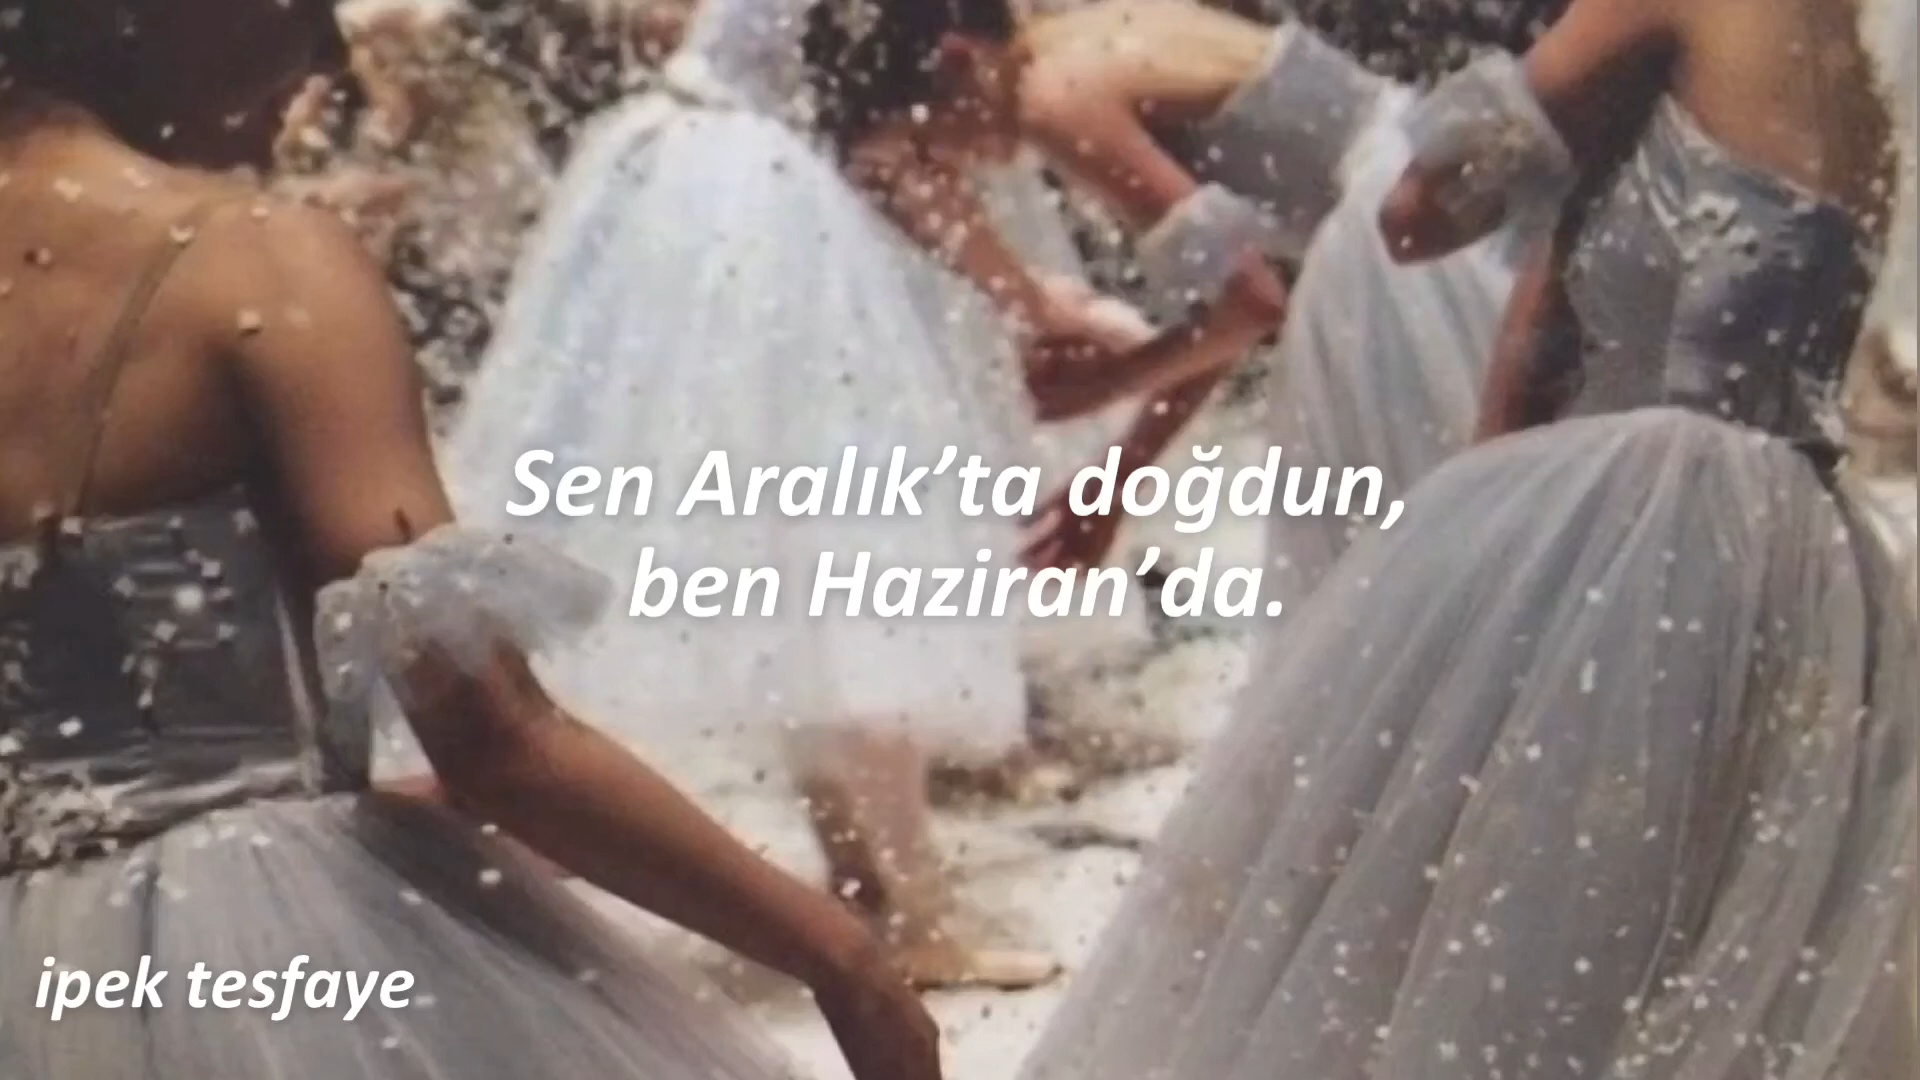 Sen Aralık’ta doğdun,
ben Haziran’da.
ipek tesfaye